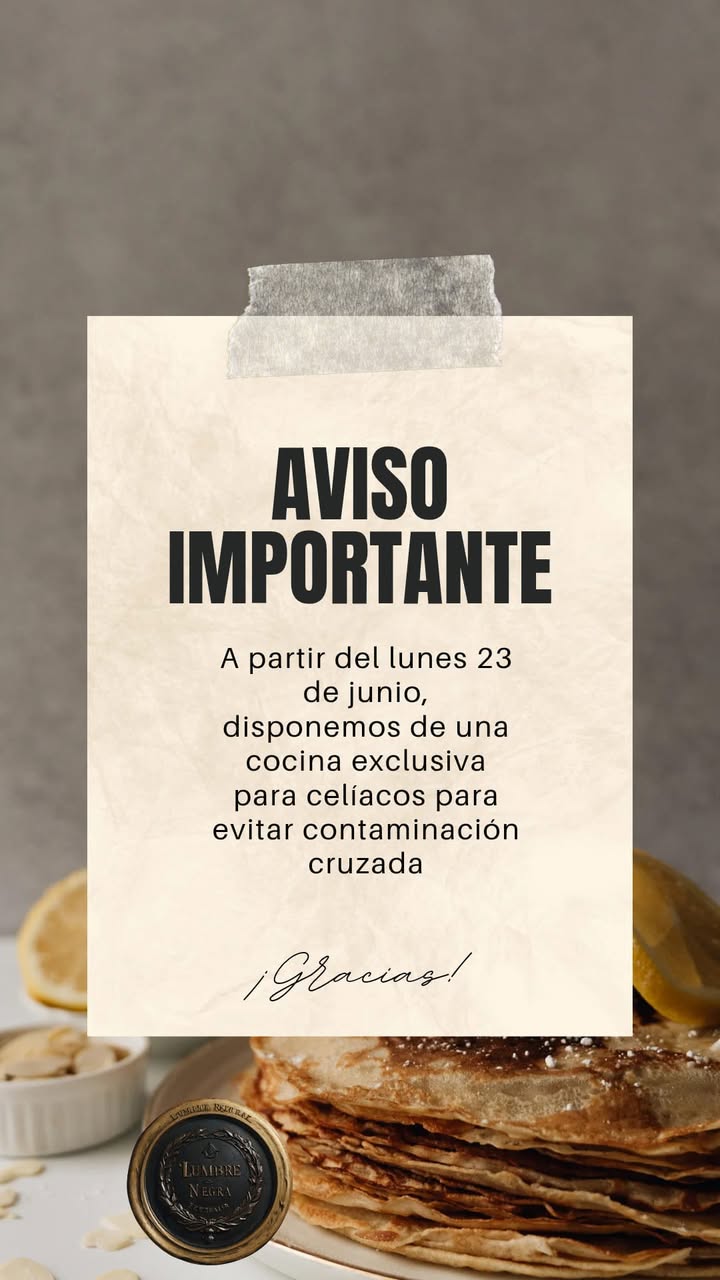 AVISO
IMPORTANTE
A partir del lunes 23
de junio,
disponemos de una
cocina exclusiva
para celíacos para
evitar contaminación
cruzada
¡Gracias!
LUMBRE
NEGRA